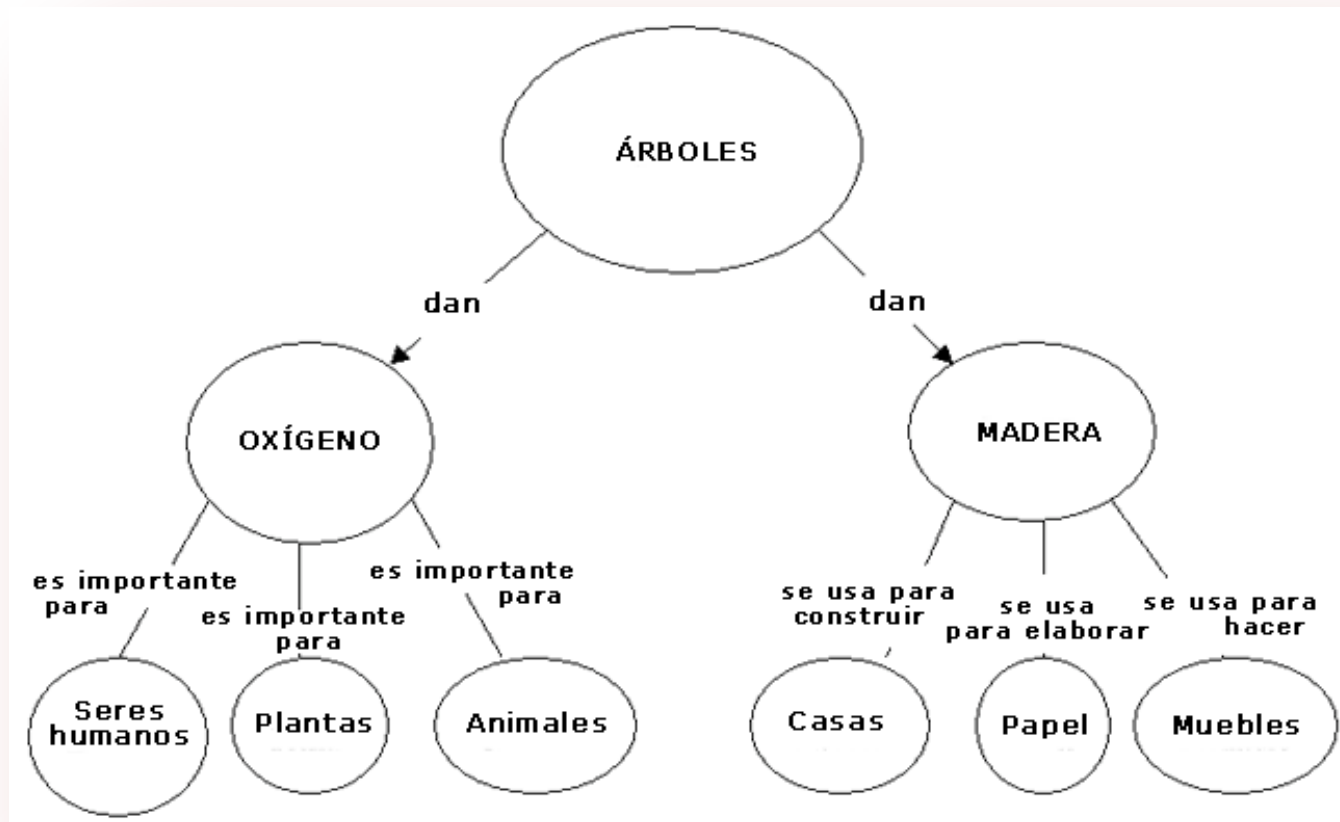 ÁRBOLES
dan
dan
OXÍGENO
MADERA
es importante
para
es importante
para
es importante
para
se usa para
construir
se usa
para elaborar
se usa para
hacer
Seres
humanos
Plantas
Animales
Casas
Papel
Muebles